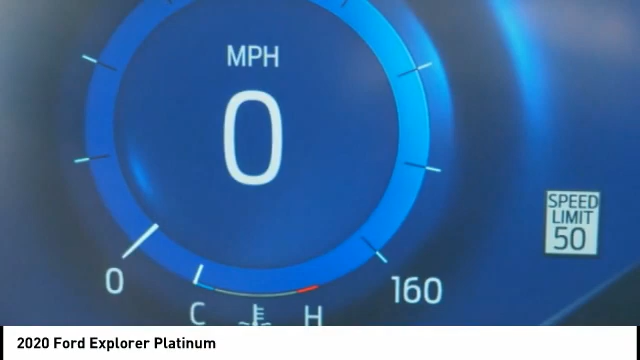 MPH
0
SPEED
LIMIT
50
0
160
C
H
2020 Ford Explorer Platinum